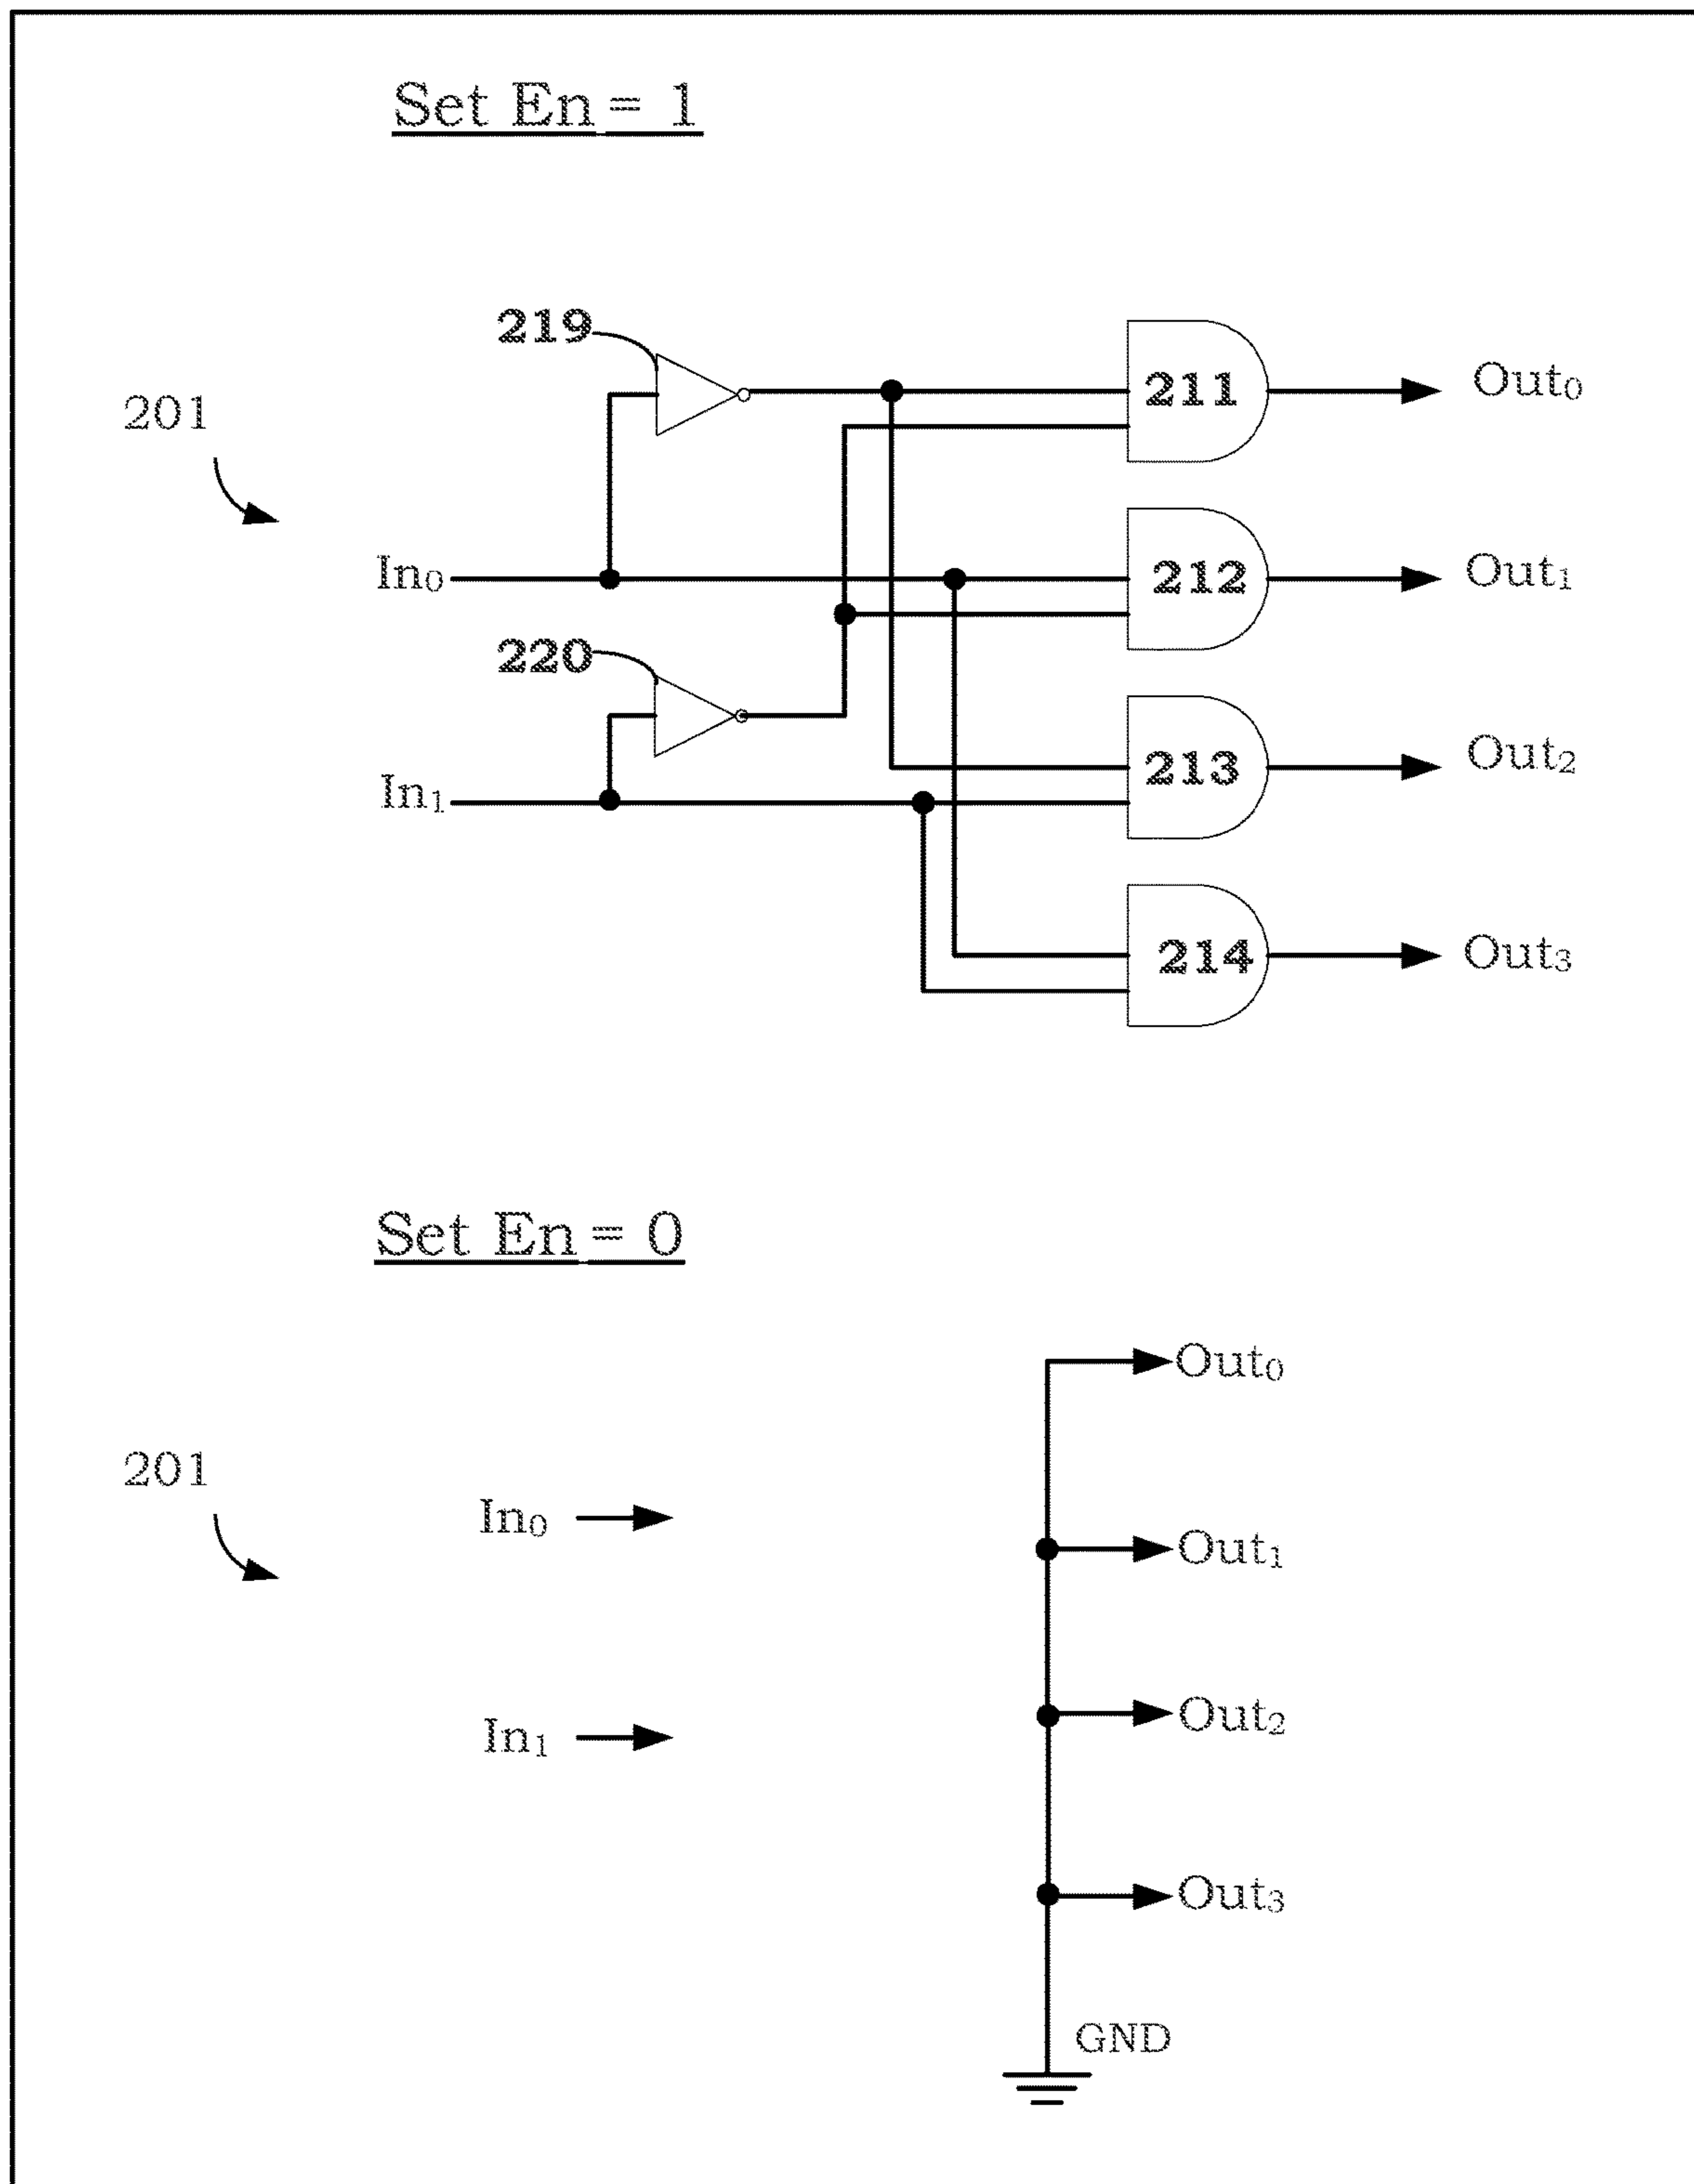 Set En = 1
219
211
Out₀
201
In₀
212
Out₁
220
213
Out₂
In₁
214
Out₃
Set En = 0
Out₀
201
In₀
Out₁
Out₂
In₁
Out₃
GND